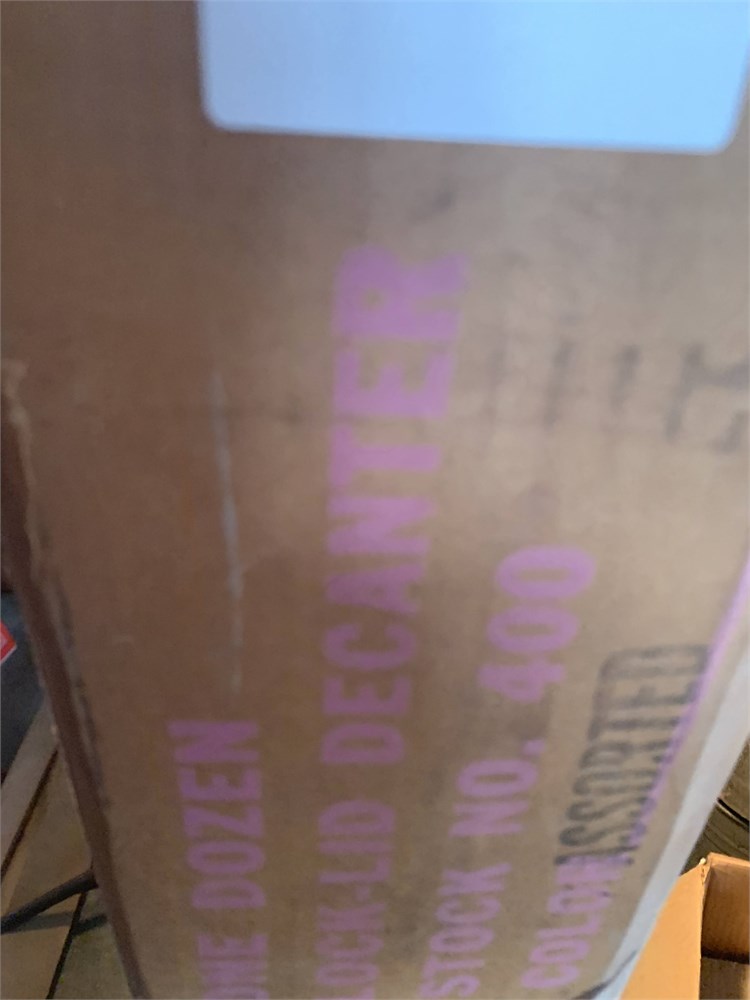 ONE DOZEN
LOCK-LID DECANTER
STOCK NO. 400
COLOR ASSORTED